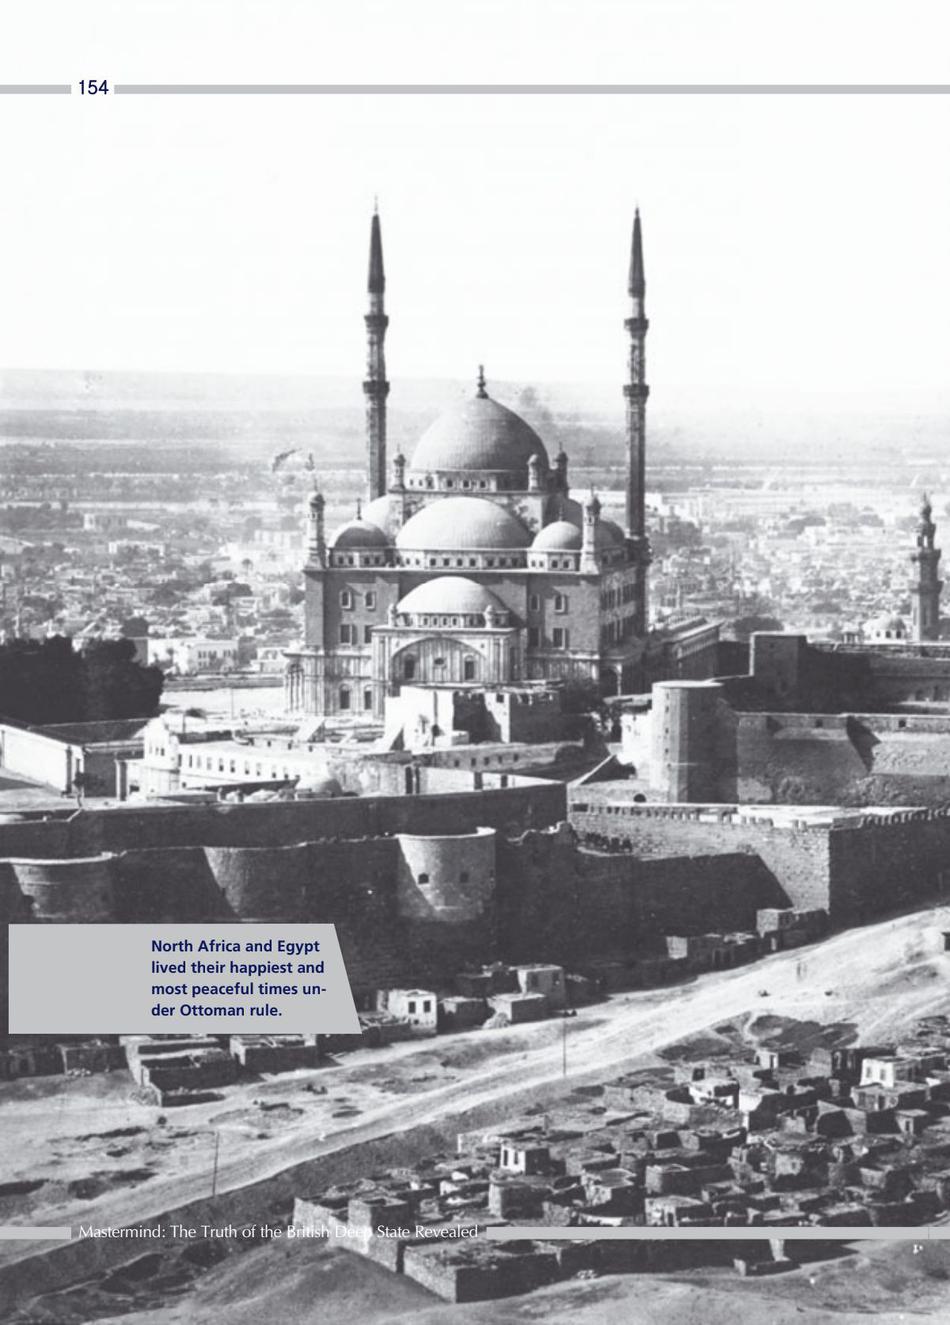 154
North Africa and Egypt
lived their happiest and
most peaceful times un-
der Ottoman rule.
Mastermind: The Truth of the British Deep State Revealed